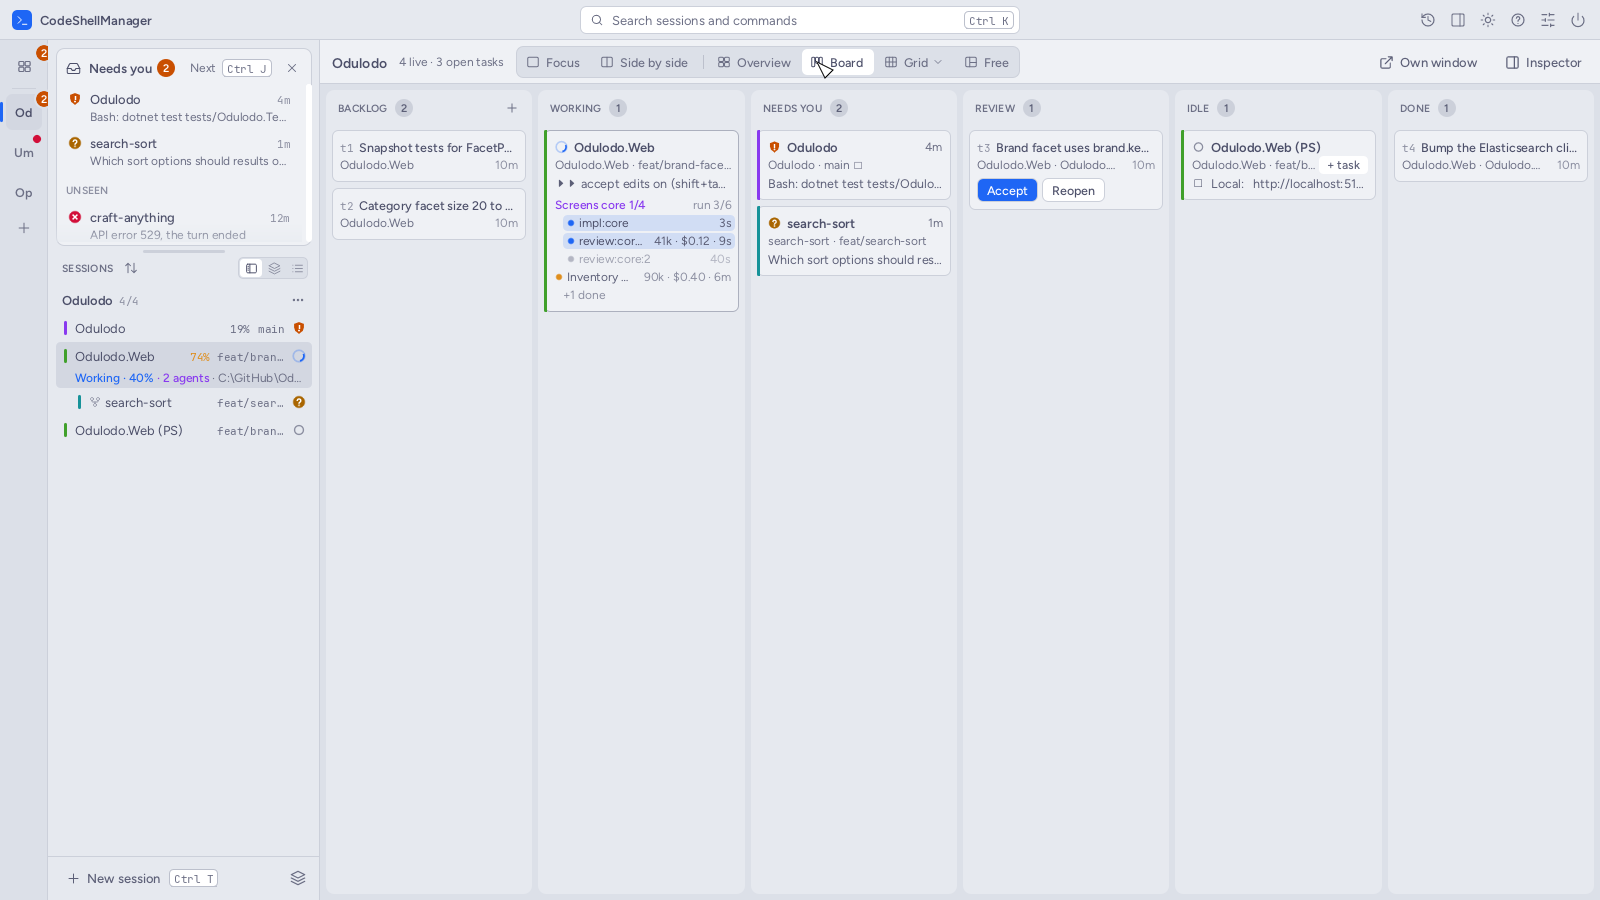 CodeShellManager
Search sessions and commands
Ctrl K
2
Needs you 2 Next Ctrl J
Odulodo 4m
Bash: dotnet test tests/Odulodo.Te…
search-sort 1m
Which sort options should results o…
UNSEEN
craft-anything 12m
API error 529, the turn ended
2
Od
Um
Op
SESSIONS
Odulodo 4/4
Odulodo 19% main
Odulodo.Web 74% feat/bran…
Working · 40% · 2 agents · C:\GitHub\Od…
search-sort feat/sear…
Odulodo.Web (PS) feat/bran…
New session Ctrl T
Odulodo 4 live · 3 open tasks
Focus
Side by side
Overview
Board
Grid
Free
Own window
Inspector
BACKLOG 2
t1 Snapshot tests for FacetP…
Odulodo.Web 10m
t2 Category facet size 20 to …
Odulodo.Web 10m
WORKING 1
Odulodo.Web
Odulodo.Web · feat/brand-face…
accept edits on (shift+ta…
Screens core 1/4 run 3/6
impl:core 3s
review:cor… 41k · $0.12 · 9s
review:core:2 40s
Inventory … 90k · $0.40 · 6m
+1 done
NEEDS YOU 2
Odulodo 4m
Odulodo · main
Bash: dotnet test tests/Odulo…
search-sort 1m
search-sort · feat/search-sort
Which sort options should res…
REVIEW 1
t3 Brand facet uses brand.ke…
Odulodo.Web · Odulodo.… 10m
Accept Reopen
IDLE 1
Odulodo.Web (PS)
Odulodo.Web · feat/b… + task
Local: http://localhost:51…
DONE 1
t4 Bump the Elasticsearch cli…
Odulodo.Web · Odulodo.… 10m